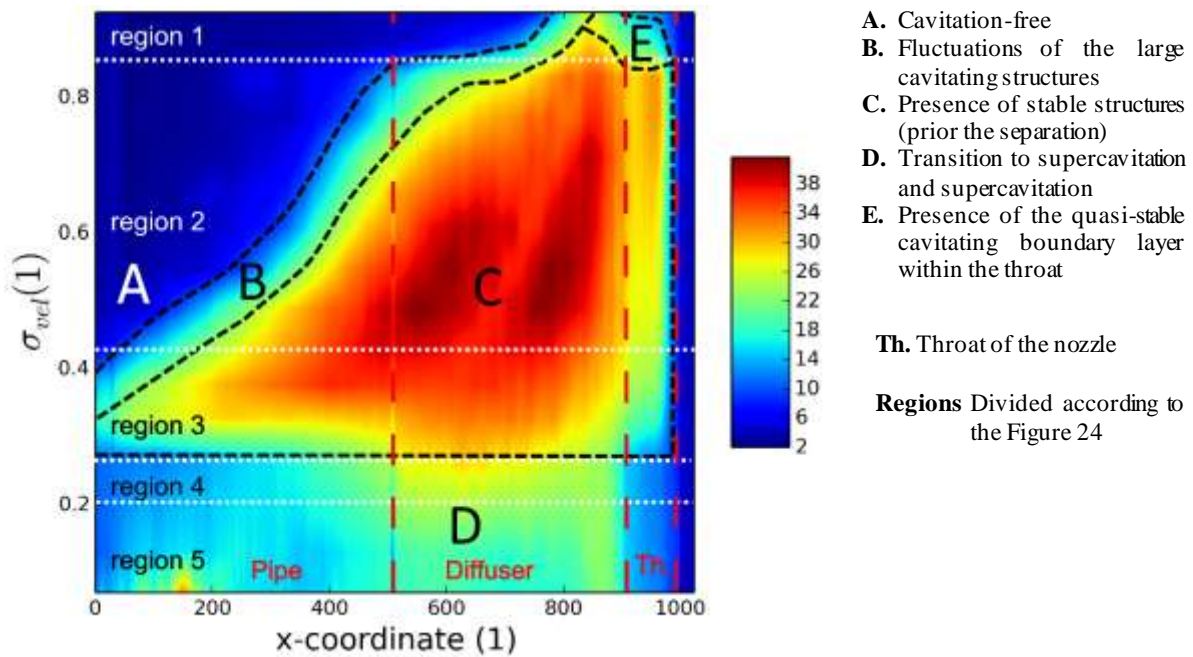 region 1
E
0.8
region 2
0.6
A
B
C
σvel(1)
0.4
region 3
region 4
0.2
D
region 5
Pipe
Diffuser
Th.
0
200
400
600
800
1000
x-coordinate (1)
38
34
30
26
22
18
14
10
6
2
A. Cavitation-free
B. Fluctuations of the large
cavitating structures
C. Presence of stable structures
(prior the separation)
D. Transition to supercavitation
and supercavitation
E. Presence of the quasi-stable
cavitating boundary layer
within the throat
Th. Throat of the nozzle
Regions Divided according to
the Figure 24